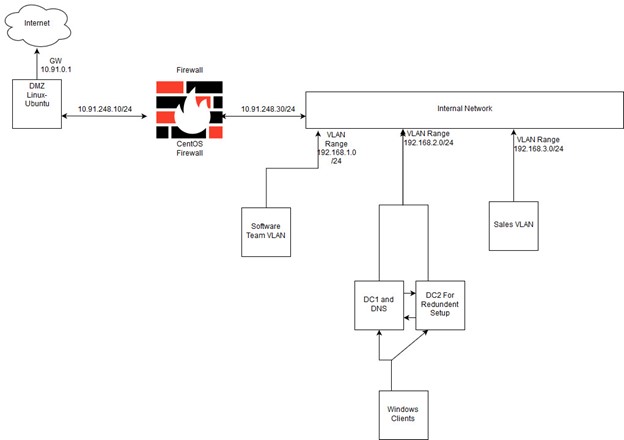 Internet
GW
10.91.0.1
DMZ
Linux-
Ubuntu
10.91.248.10/24
Firewall
CentOS
Firewall
10.91.248.30/24
Internal Network
VLAN
Range
192.168.1.0
/24
VLAN Range
192.168.2.0/24
VLAN Range
192.168.3.0/24
Software
Team VLAN
Sales VLAN
DC1 and
DNS
DC2 For
Redundent
Setup
Windows
Clients